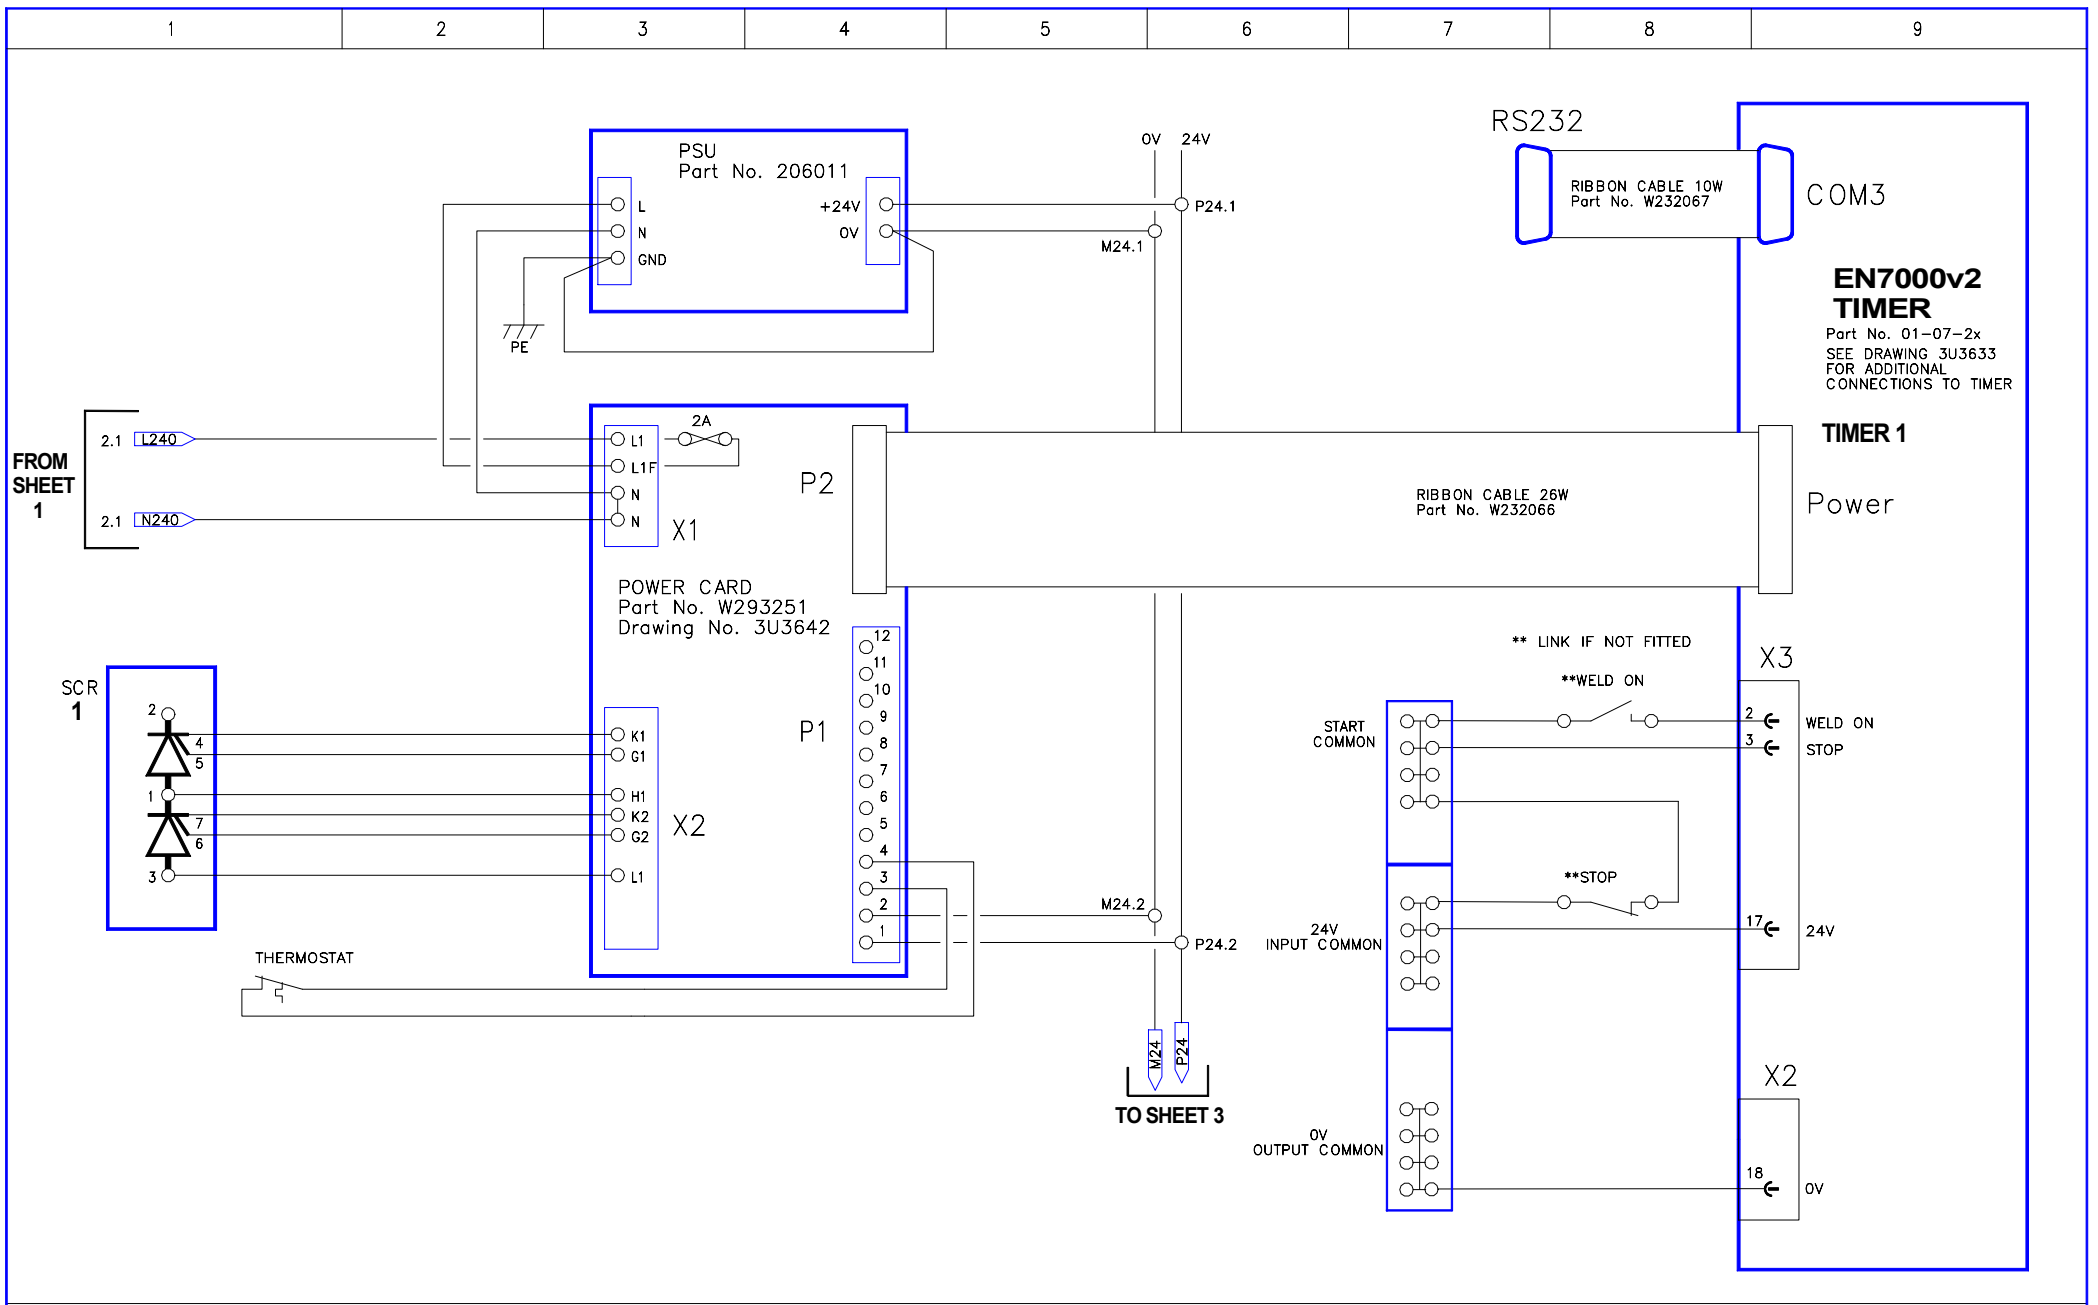 1 2 3 4 5 6 7 8 9
RS232
RIBBON CABLE 10W
Part No. W232067
COM3
EN7000v2
TIMER
Part No. 01-07-2x
SEE DRAWING 3U3633
FOR ADDITIONAL
CONNECTIONS TO TIMER
TIMER 1
PSU
Part No. 206011
L
N
GND
+24V
0V
PE
0V 24V
P24.1
M24.1
FROM
SHEET
1
2.1 L240
2.1 N240
L1
L1F
N
N
2A
X1
P2
RIBBON CABLE 26W
Part No. W232066
Power
POWER CARD
Part No. W293251
Drawing No. 3U3642
SCR
1
2
4
5
1
7
6
3
K1
G1
H1
K2
G2
L1
X2
P1
12
11
10
9
8
7
6
5
4
3
2
1
THERMOSTAT
M24.2
P24.2
M24
P24
TO SHEET 3
** LINK IF NOT FITTED
**WELD ON
START
COMMON
**STOP
24V
INPUT COMMON
0V
OUTPUT COMMON
X3
2 WELD ON
3 STOP
17 24V
X2
18 0V